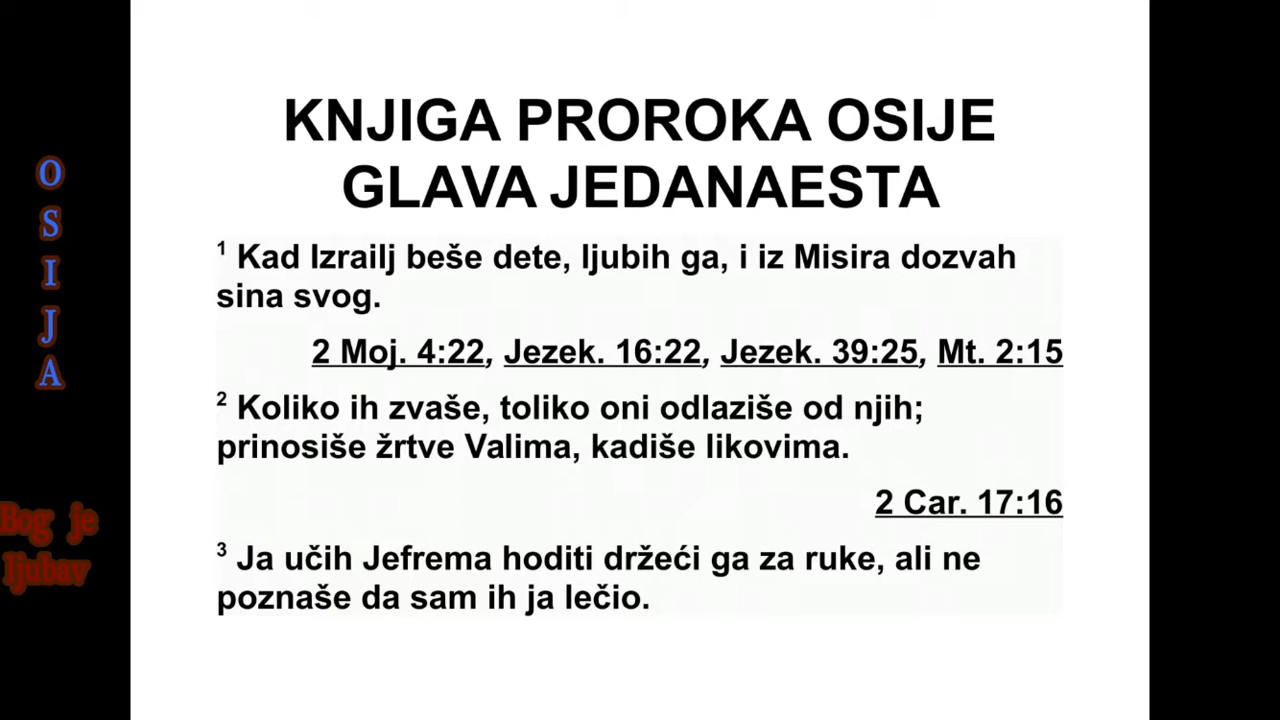 KNJIGA PROROKA OSIJE
GLAVA JEDANAESTA
1 Kad Izrailj beše dete, ljubih ga, i iz Misira dozvah
sina svog.
2 Moj. 4:22, Jezek. 16:22, Jezek. 39:25, Mt. 2:15
2 Koliko ih zvaše, toliko oni odlaziše od njih;
prinosiše žrtve Valima, kadiše likovima.
2 Car. 17:16
3 Ja učih Jefrema hoditi držeći ga za ruke, ali ne
poznaše da sam ih ja lečio.
O
S
I
J
A
Bog je
ljubav